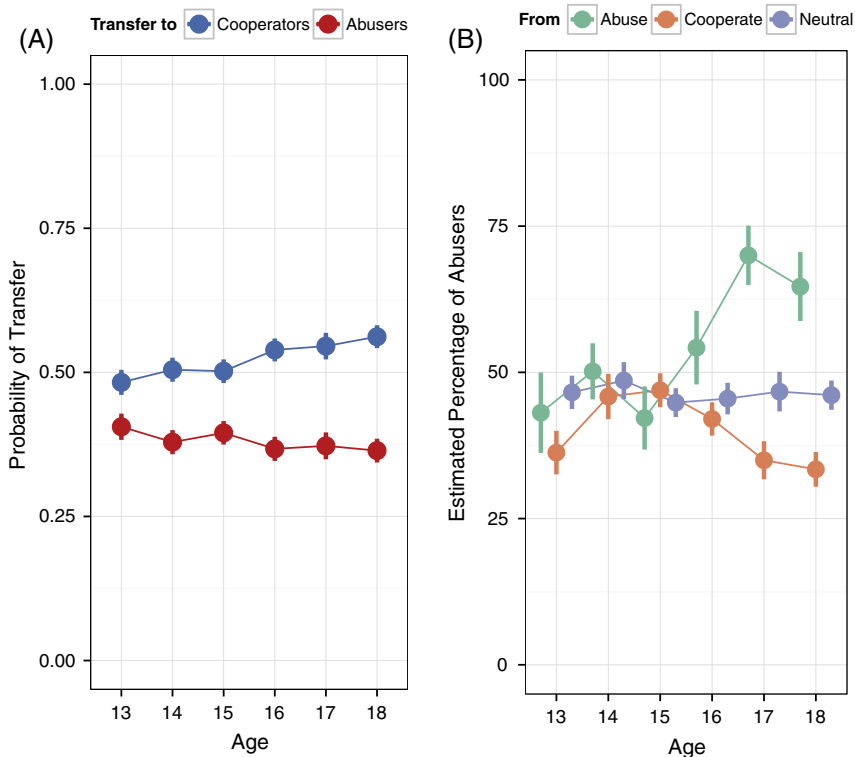 (A)
Transfer to Cooperators Abusers
1.00
0.75
0.50
0.25
0.00
Probability of Transfer
13 14 15 16 17 18
Age
(B)
From Abuse Cooperate Neutral
100
75
50
25
0
Estimated Percentage of Abusers
13 14 15 16 17 18
Age